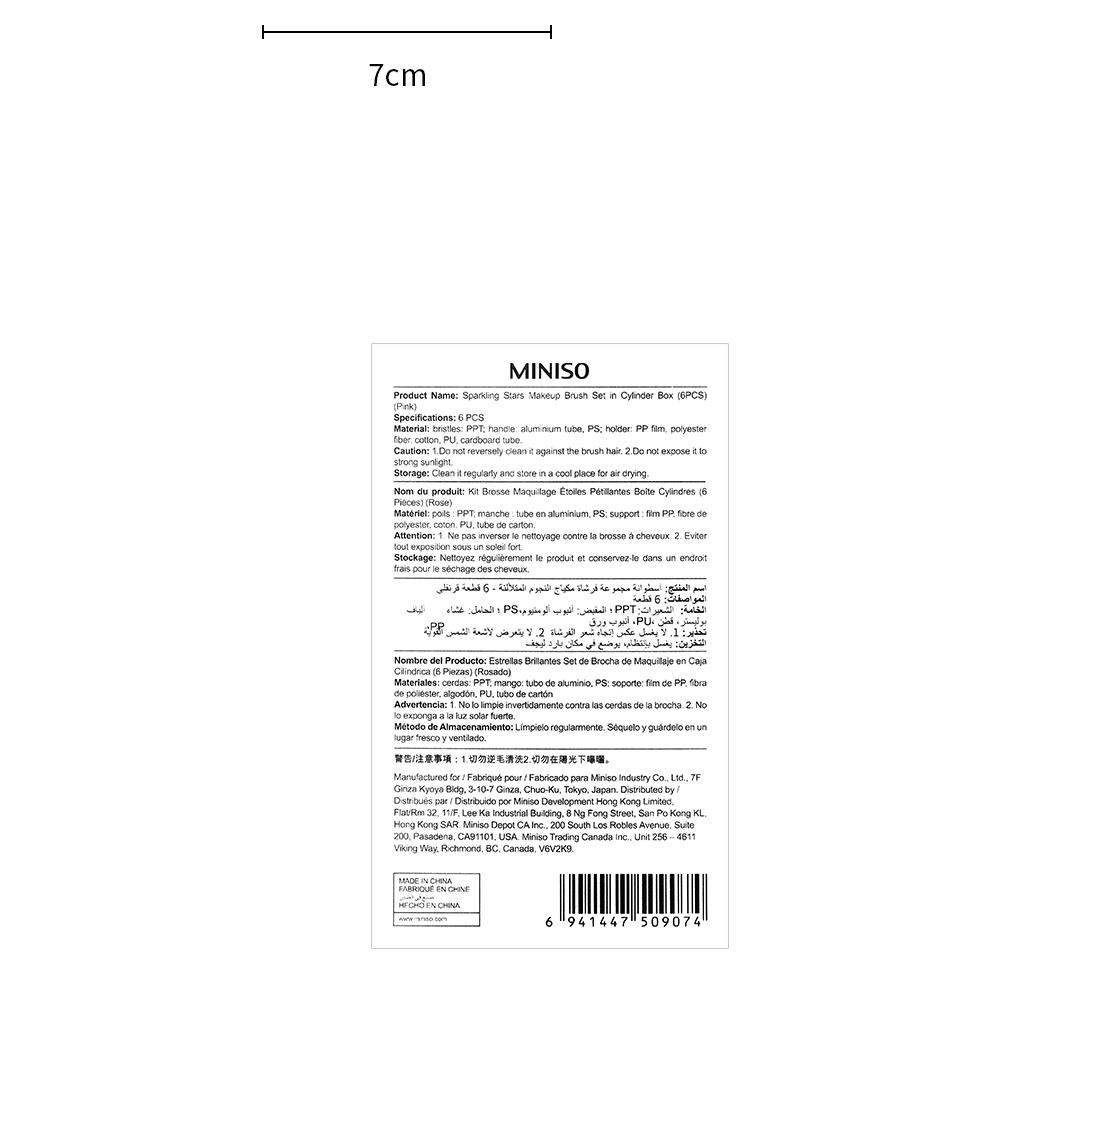 7cm
MINISO
Product Name: Sparkling Stars Makeup Brush Set in Cylinder Box (6PCS)
(Pink)
Specifications: 6 PCS
Material: bristles: PPT; handle: aluminium tube, PS; holder: PP film, polyester
fiber, cotton, PU, cardboard tube.
Caution: 1.Do not reversely clean it against the brush hair. 2.Do not expose it to
strong sunlight.
Storage: Clean it regularly and store in a cool place for air drying.
Nom du produit: Kit Brosse Maquillage Étoiles Pétillantes Boîte Cylindres (6
Pièces) (Rose)
Matériel: poils : PPT; manche : tube en aluminium, PS; support : film PP, fibre de
polyester, coton, PU, tube de carton.
Attention: 1. Ne pas inverser le nettoyage contre la brosse à cheveux. 2. Eviter
tout exposition sous un soleil fort.
Stockage: Nettoyez régulièrement le produit et conservez-le dans un endroit
frais pour le séchage des cheveux.
اسم المنتج: أسطوانة مجموعة فرشاة مكياج النجوم المتلألئة - 6 قطعة قرنفلي
المواصفات: 6 قطعة
الخامة: الشعيرات: PPT؛ المقبض: أنبوب ألومنيوم، PS؛ الحامل: غشاء PP، ألياف
بوليستر، قطن، PU، أنبوب ورق
تحذير: 1. لا يغسل عكس إتجاه شعر الفرشاة 2. لا يتعرض لأشعة الشمس القوية
التخزين: يغسل بإنتظام، يوضع في مكان بارد ليجف
Nombre del Producto: Estrellas Brillantes Set de Brocha de Maquillaje en Caja
Cilíndrica (6 Piezas) (Rosado)
Materiales: cerdas: PPT; mango: tubo de aluminio, PS; soporte: film de PP, fibra
de poliéster, algodón, PU, tubo de cartón
Advertencia: 1. No lo limpie invertidamente contra las cerdas de la brocha. 2. No
lo exponga a la luz solar fuerte.
Método de Almacenamiento: Límpielo regularmente. Séquelo y guárdelo en un
lugar fresco y ventilado.
警告/注意事項：1.切勿逆毛清洗2.切勿在陽光下曝曬。
Manufactured for / Fabriqué pour / Fabricado para Miniso Industry Co., Ltd., 7F
Ginza Kyoya Bldg, 3-10-7 Ginza, Chuo-Ku, Tokyo, Japan. Distributed by /
Distribués par / Distribuido por Miniso Development Hong Kong Limited,
Flat/Rm 32, 11/F, Lee Ka Industrial Building, 8 Ng Fong Street, San Po Kong KL,
Hong Kong SAR. Miniso Depot CA Inc., 200 South Los Robles Avenue, Suite
200, Pasadena, CA91101, USA. Miniso Trading Canada Inc., Unit 256 – 4611
Viking Way, Richmond, BC, Canada, V6V2K9.
MADE IN CHINA
FABRIQUÉ EN CHINE
صنع في الصين
HECHO EN CHINA
www.miniso.com
6 941447 509074